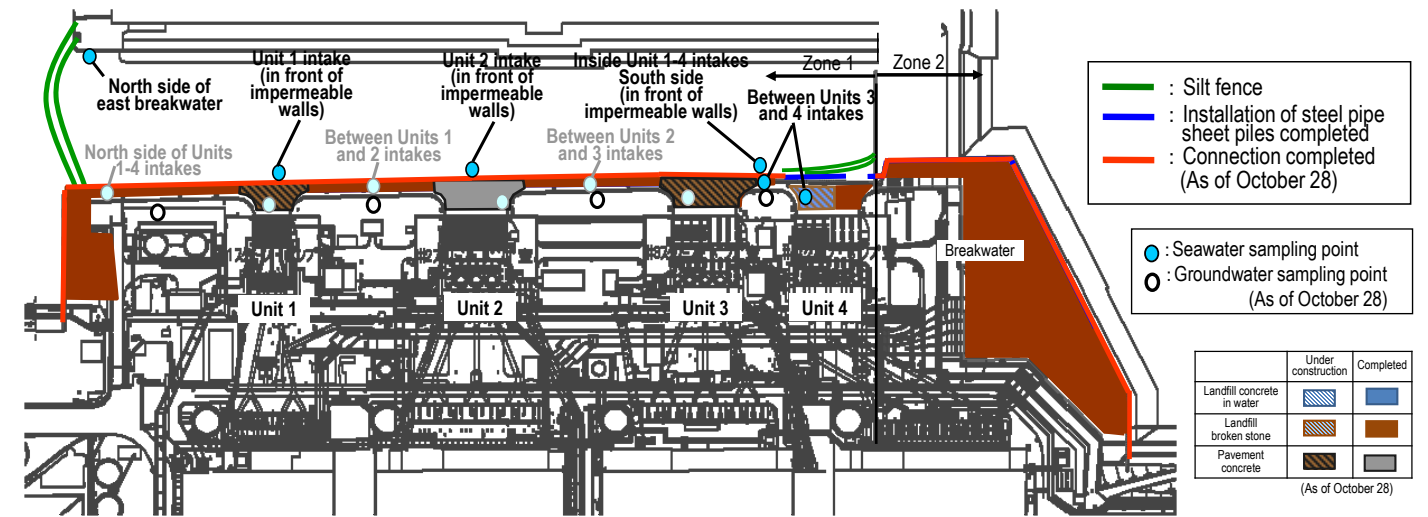 Unit 1 intake
(in front of
impermeable
walls)
Unit 2 intake
(in front of
impermeable
walls)
Inside Unit 1-4 intakes
South side
(in front of
impermeable walls)
Zone 1
Zone 2
North side of
east breakwater
Between Units 3
and 4 intakes
North side of Units
1-4 intakes
Between Units 1
and 2 intakes
Between Units 2
and 3 intakes
Breakwater
Unit 1
Unit 2
Unit 3
Unit 4
: Silt fence
: Installation of steel pipe
sheet piles completed
: Connection completed
(As of October 28)
: Seawater sampling point
: Groundwater sampling point
(As of October 28)
Under
construction
Completed
Landfill concrete
in water
Landfill
broken stone
Pavement
concrete
(As of October 28)